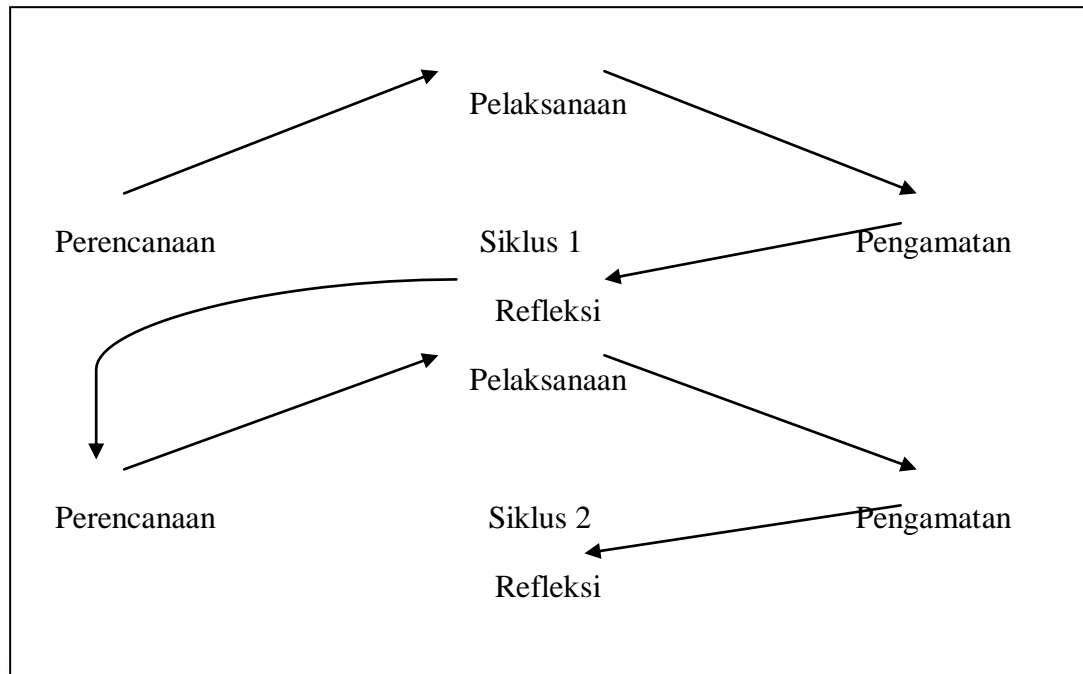 Pelaksanaan
Perencanaan Siklus 1 Pengamatan
Refleksi
Pelaksanaan
Perencanaan Siklus 2 Pengamatan
Refleksi